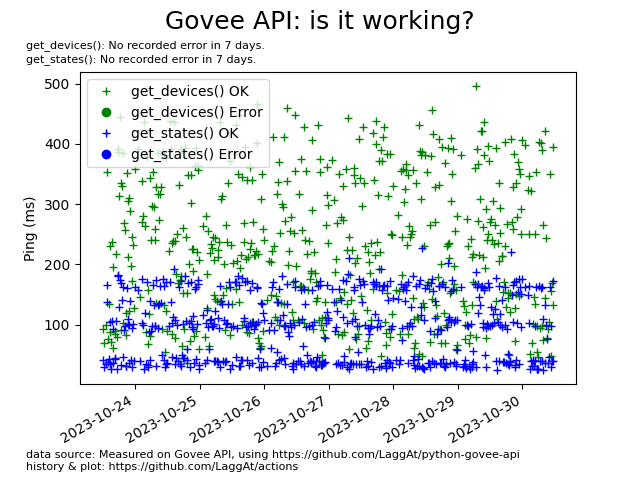 Govee API: is it working?
get_devices(): No recorded error in 7 days.
get_states(): No recorded error in 7 days.
500
400
300
200
100
Ping (ms)
get_devices() OK
get_devices() Error
get_states() OK
get_states() Error
2023-10-24
2023-10-25
2023-10-26
2023-10-27
2023-10-28
2023-10-29
2023-10-30
data source: Measured on Govee API, using https://github.com/LaggAt/python-govee-api
history & plot: https://github.com/LaggAt/actions